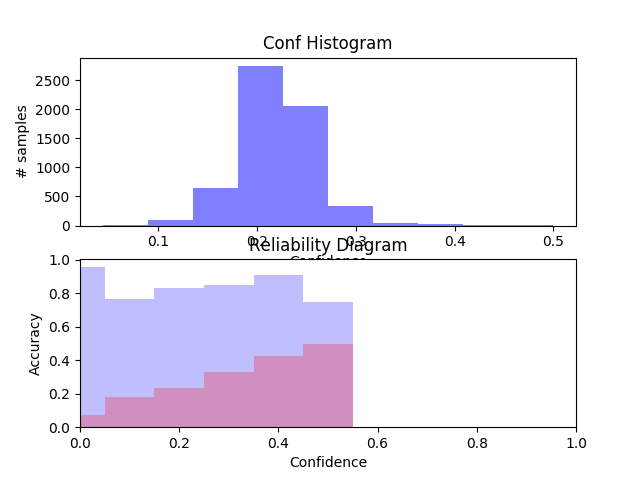 Conf Histogram
# samples
2500
2000
1500
1000
500
0
0.1 0.2 0.3 0.4 0.5
Confidence
Reliability Diagram
Accuracy
1.0
0.8
0.6
0.4
0.2
0.0
0.0 0.2 0.4 0.6 0.8 1.0
Confidence